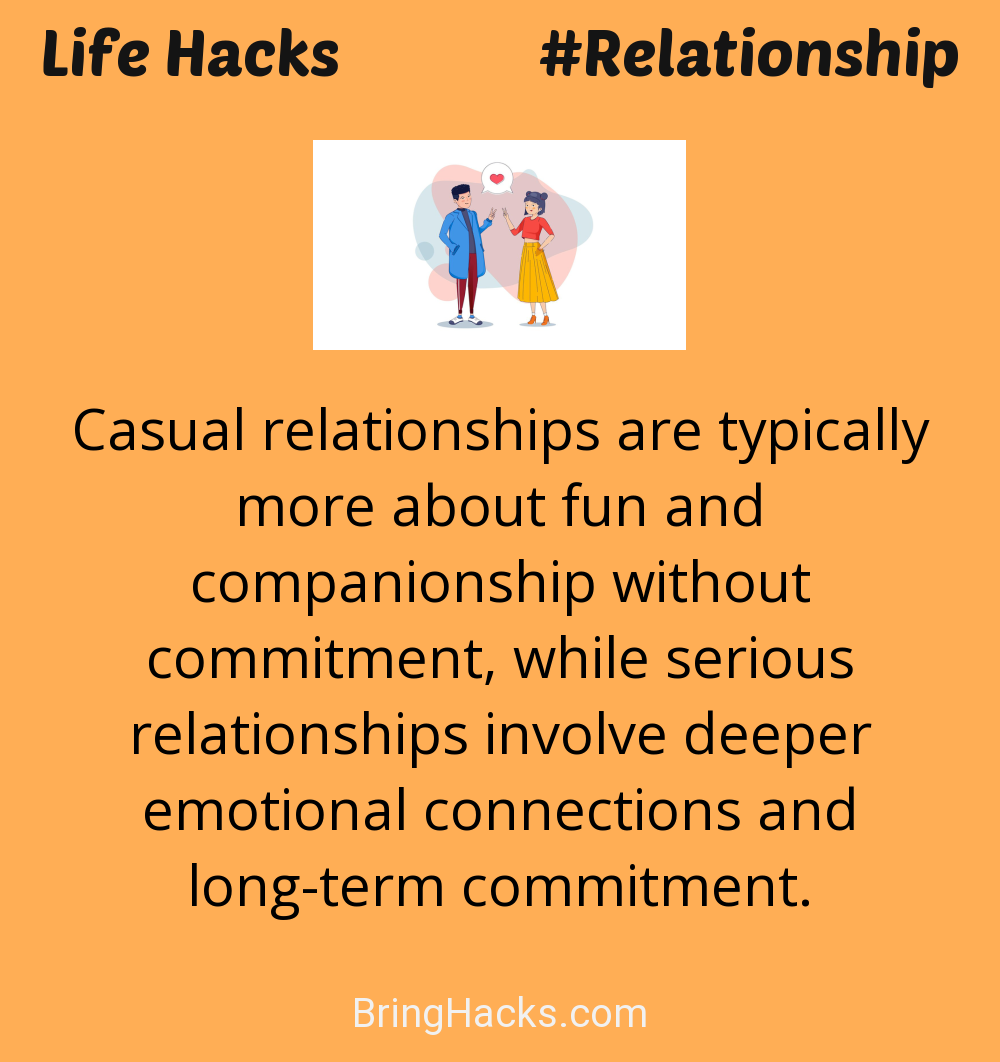 Life Hacks #Relationship
Casual relationships are typically
more about fun and
companionship without
commitment, while serious
relationships involve deeper
emotional connections and
long-term commitment.
BringHacks.com